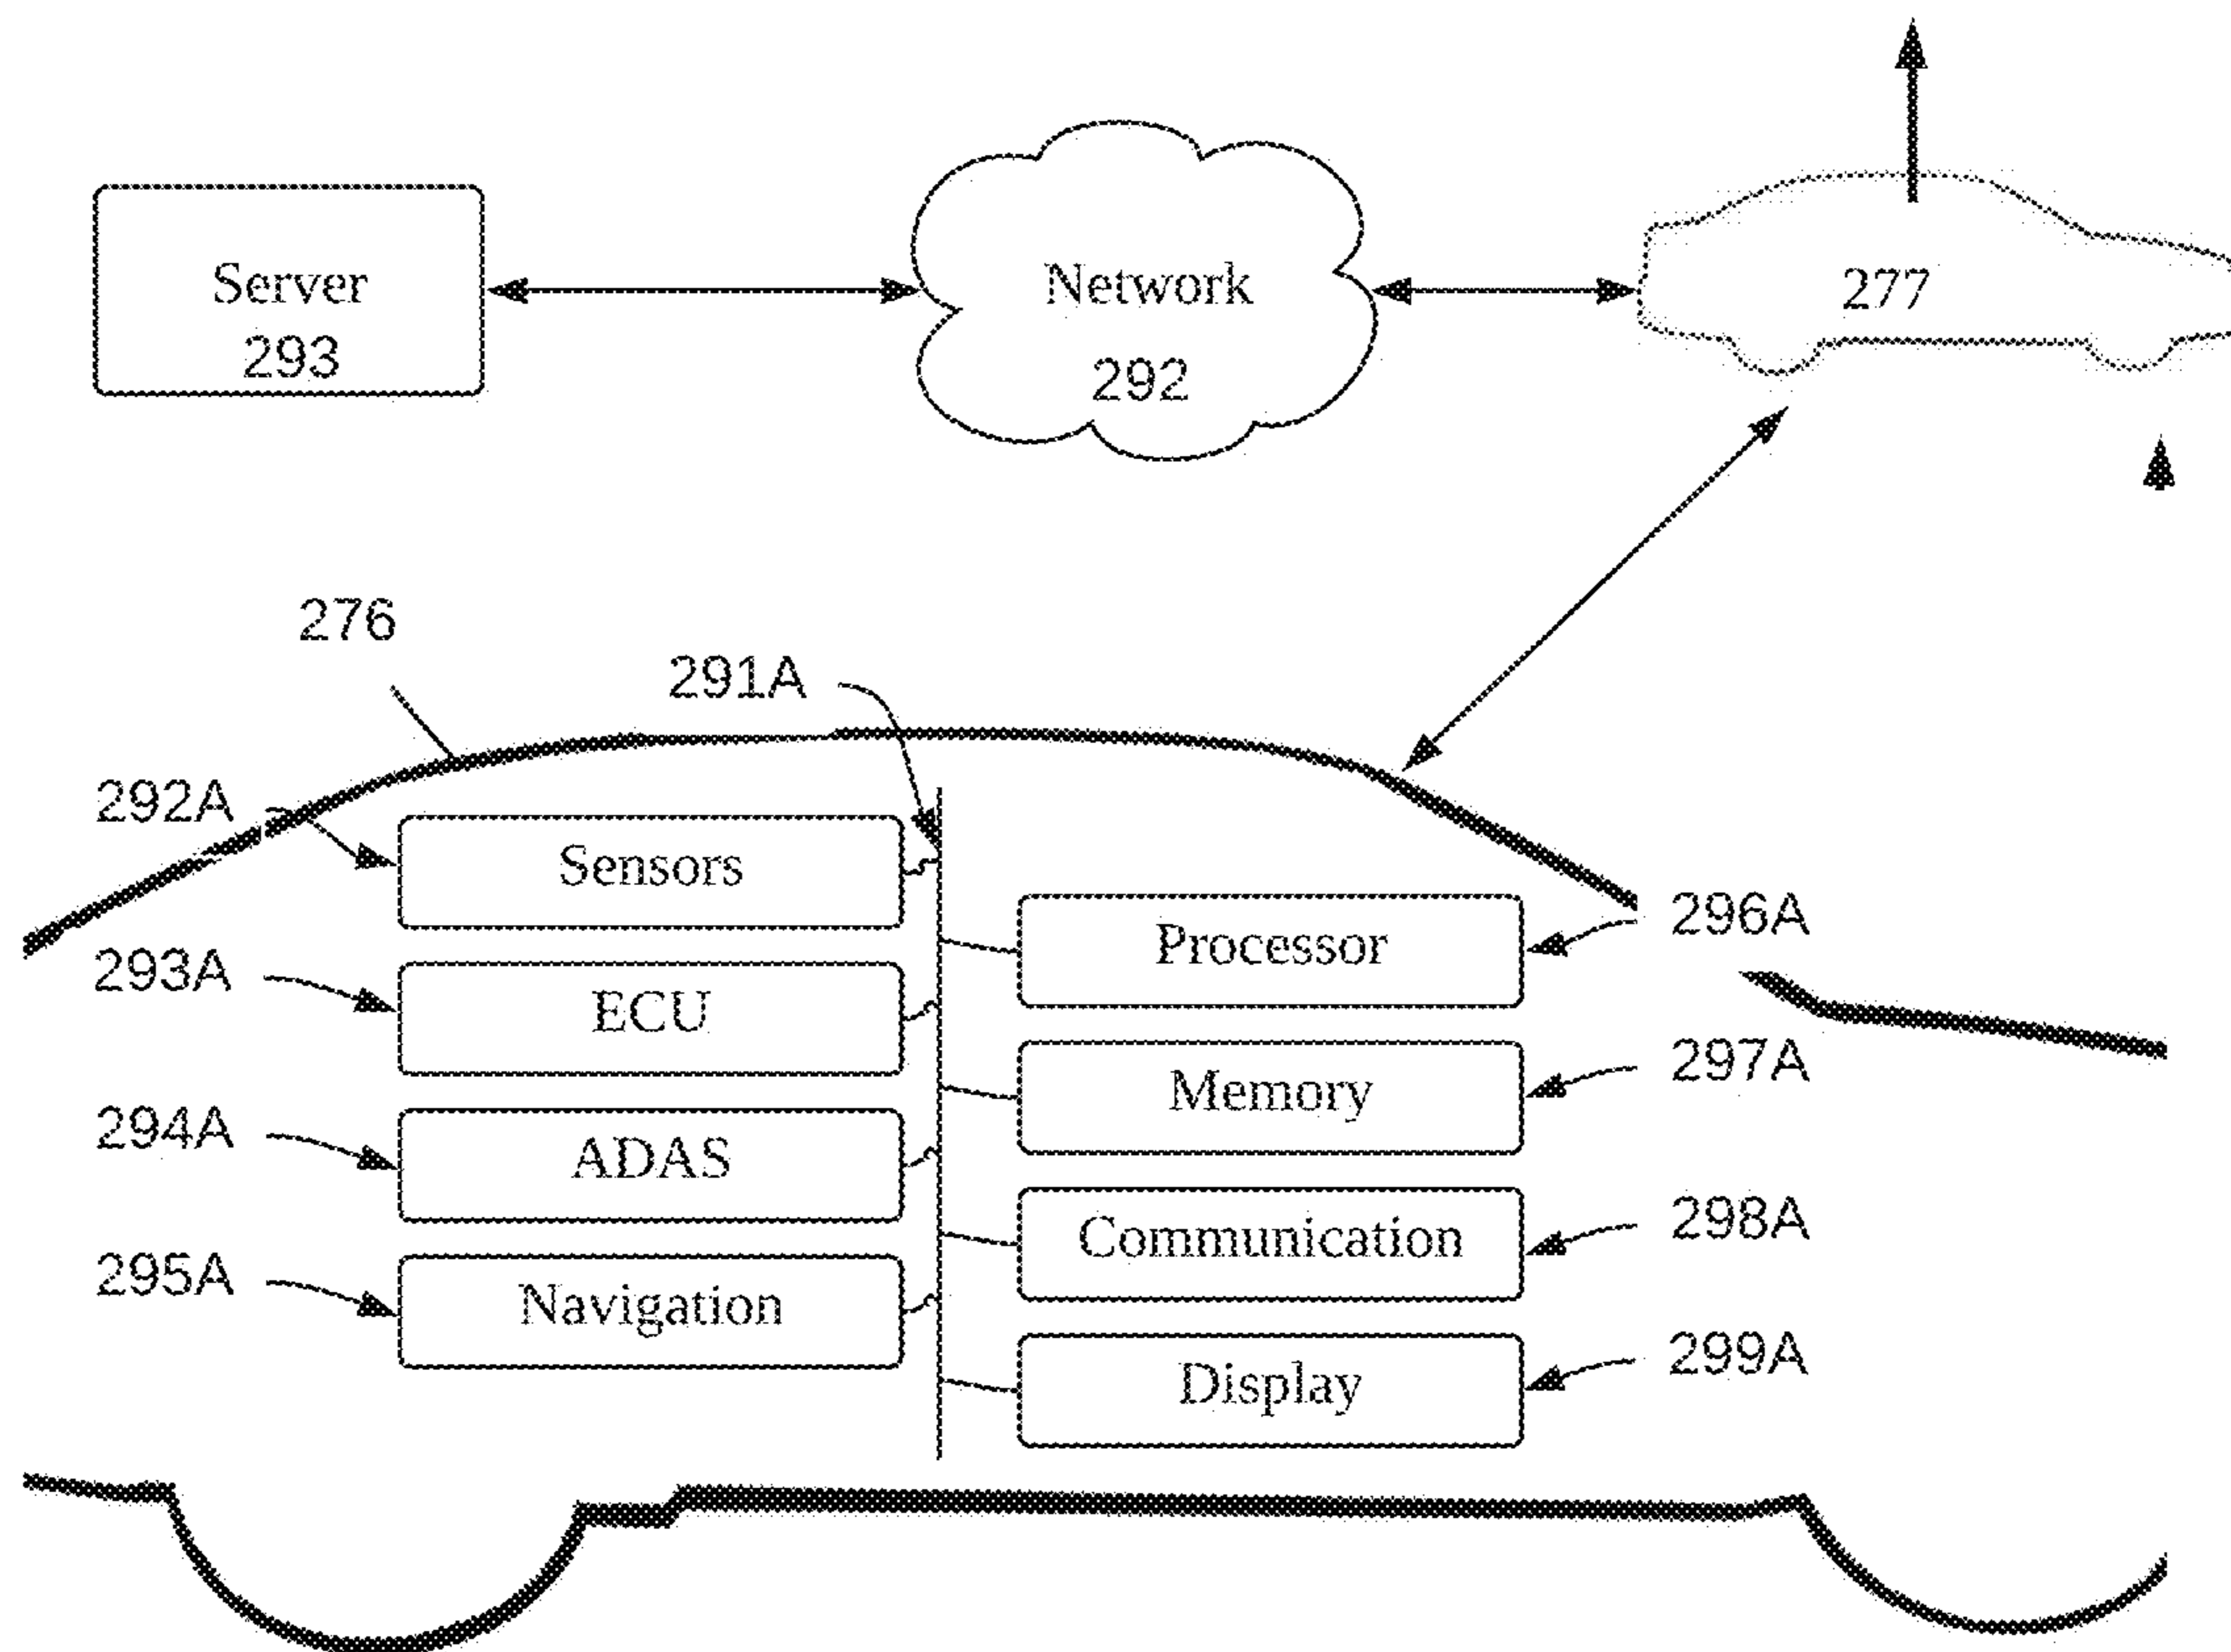 Server
293
Network
292
277
276
291A
292A
Sensors
296A
Processor
293A
ECU
297A
Memory
294A
ADAS
298A
Communication
295A
Navigation
299A
Display